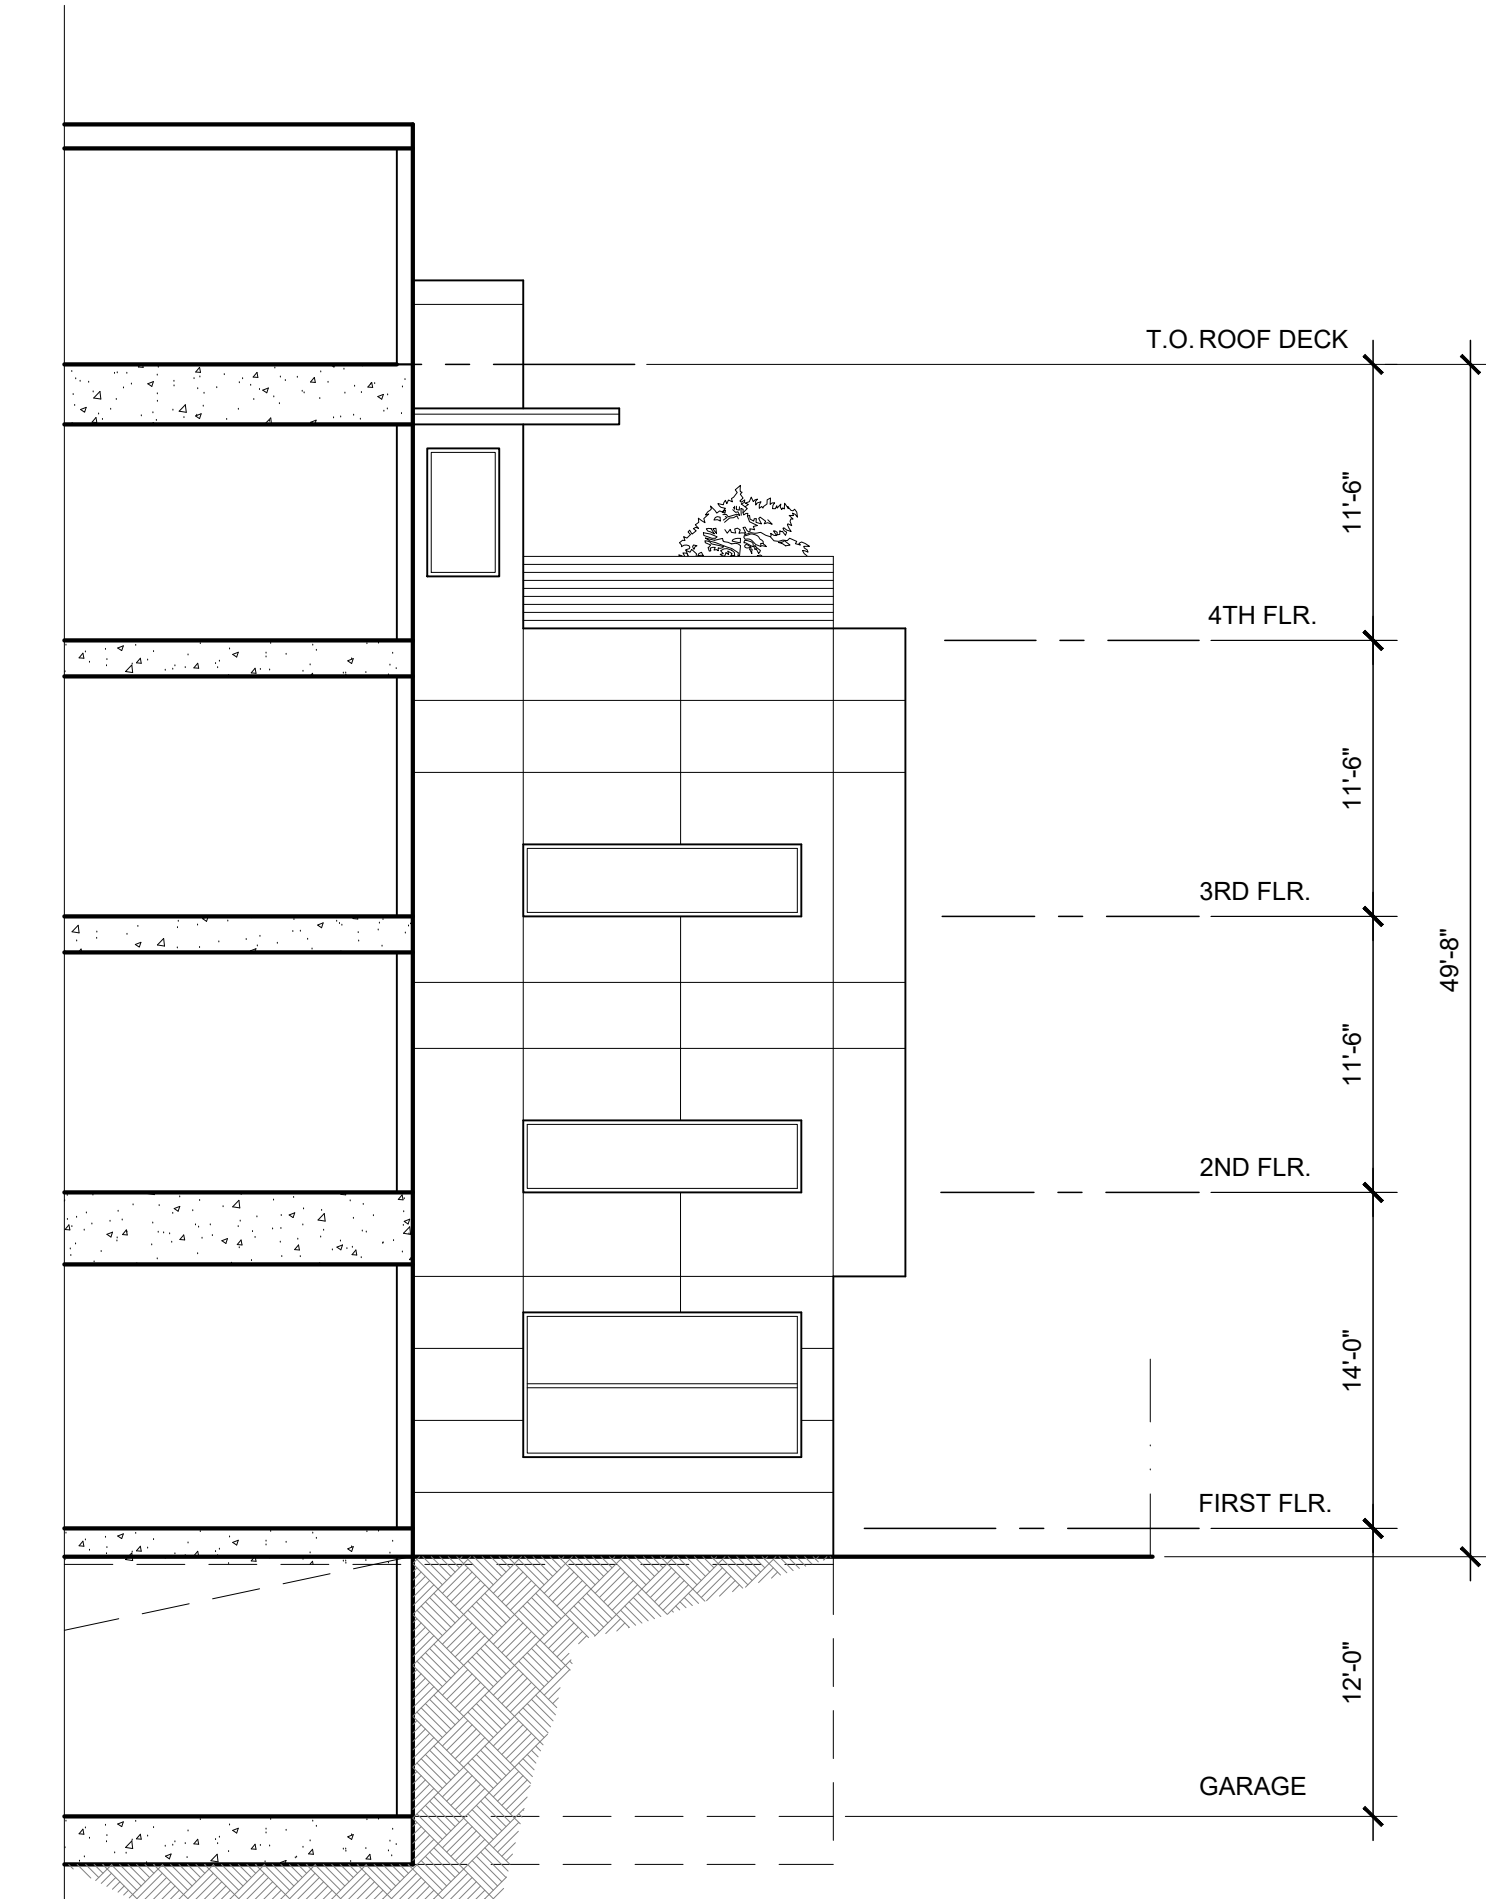 T.O. ROOF DECK
11'-6"
4TH FLR.
11'-6"
3RD FLR.
49'-8"
11'-6"
2ND FLR.
14'-0"
FIRST FLR.
12'-0"
GARAGE